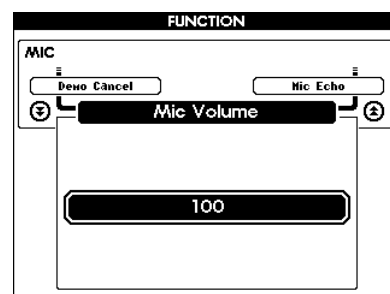 FUNCTION
MIC
Demo Cancel
Mic Echo
Mic Volume
100